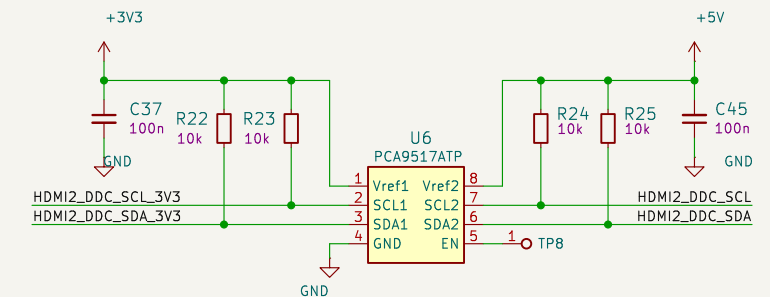 +3V3
+5V
C37
100n
R22
10k
R23
10k
R24
10k
R25
10k
C45
100n
GND
GND
U6
PCA9517ATP
HDMI2_DDC_SCL_3V3
HDMI2_DDC_SDA_3V3
1 Vref1 Vref2 8
2 SCL1 SCL2 7
3 SDA1 SDA2 6
4 GND EN 5
HDMI2_DDC_SCL
HDMI2_DDC_SDA
1 TP8
GND